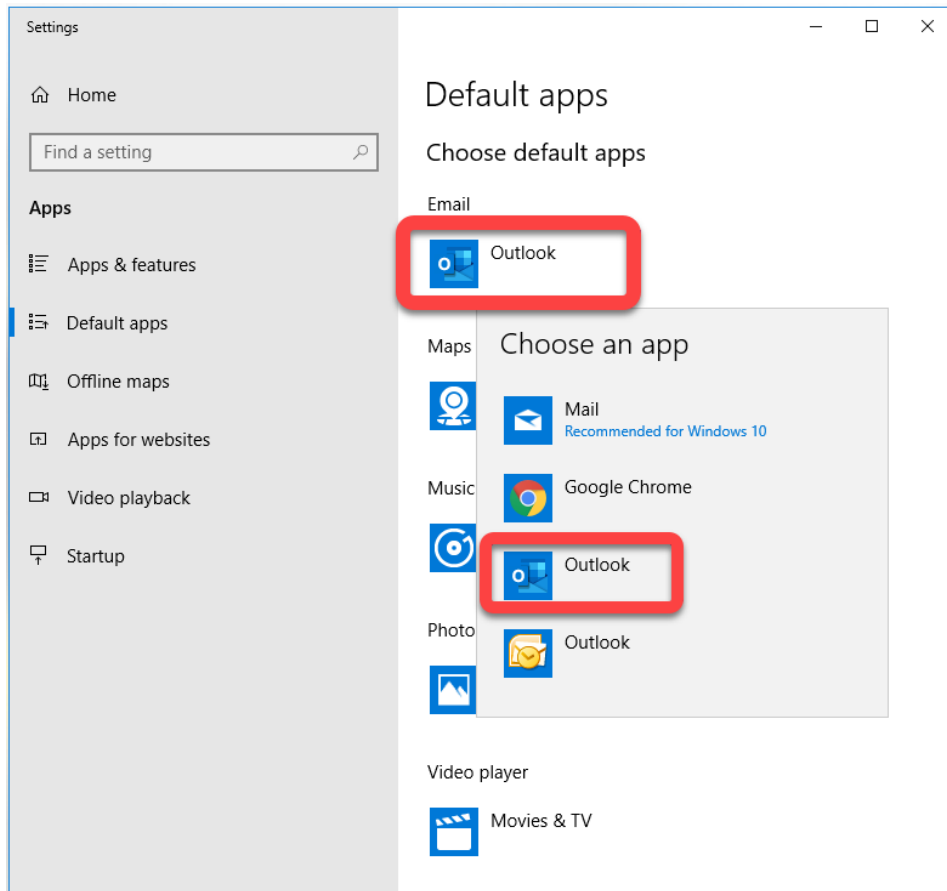 Settings
Home
Find a setting
Apps
Apps & features
Default apps
Offline maps
Apps for websites
Video playback
Startup
Default apps
Choose default apps
Email
Outlook
Maps
Choose an app
Mail
Recommended for Windows 10
Google Chrome
Music
Outlook
Photo
Outlook
Video player
Movies & TV